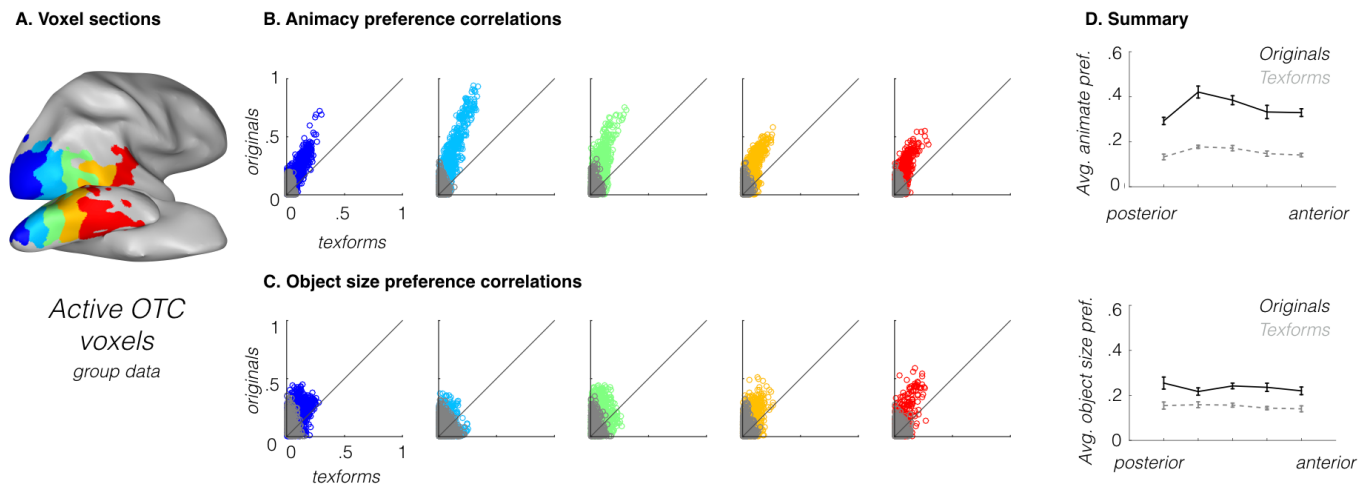 A. Voxel sections
Active OTC
voxels
group data
B. Animacy preference correlations
1
.5
0
originals
0 .5 1
texforms
C. Object size preference correlations
1
.5
0
originals
0 .5 1
texforms
D. Summary
.6
.4
.2
0
Avg. animate pref.
Originals
Texforms
posterior anterior
.6
.4
.2
0
Avg. object size pref.
Originals
Texforms
posterior anterior